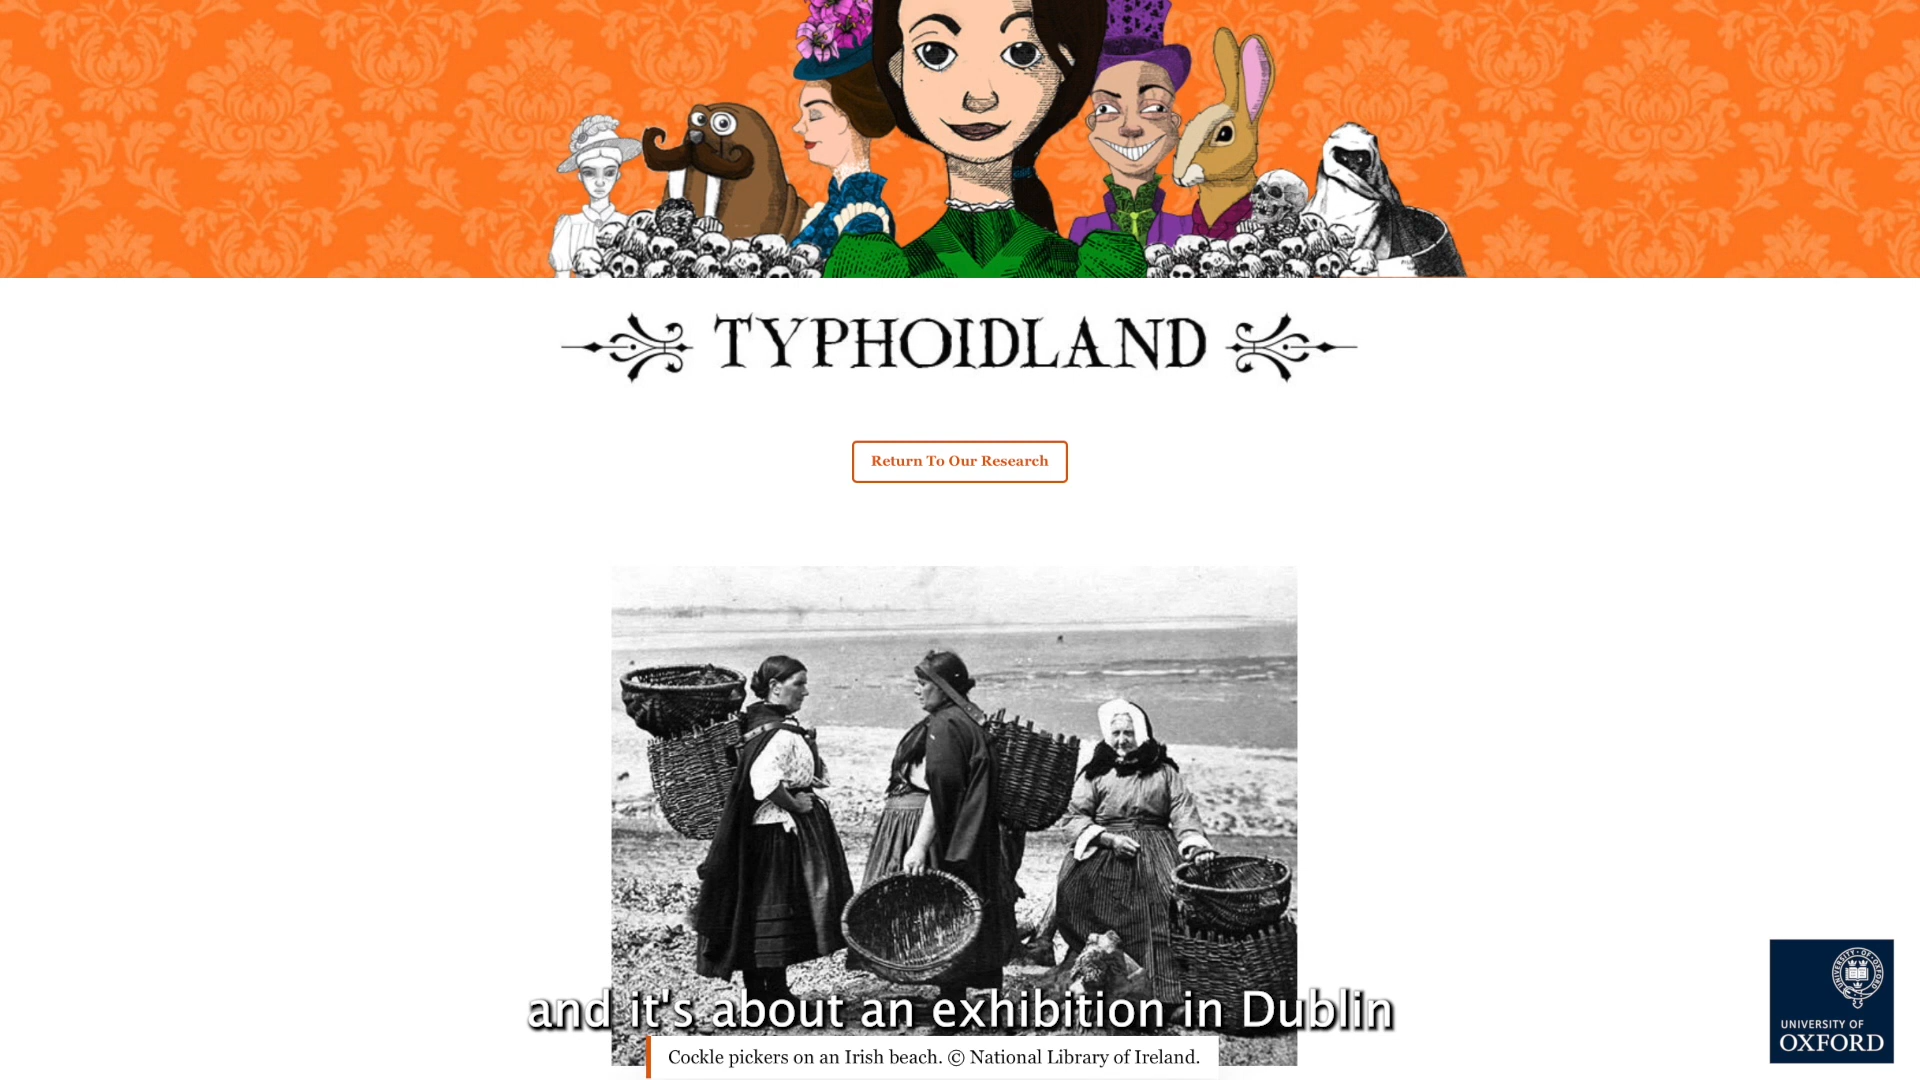 TYPHOIDLAND
Return To Our Research
and it's about an exhibition in Dublin
Cockle pickers on an Irish beach. © National Library of Ireland.
UNIVERSITY OF
OXFORD